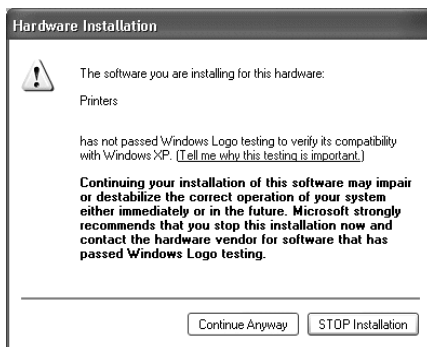 Hardware Installation
The software you are installing for this hardware:
Printers
has not passed Windows Logo testing to verify its compatibility
with Windows XP. (Tell me why this testing is important.)
Continuing your installation of this software may impair
or destabilize the correct operation of your system
either immediately or in the future. Microsoft strongly
recommends that you stop this installation now and
contact the hardware vendor for software that has
passed Windows Logo testing.
Continue Anyway
STOP Installation